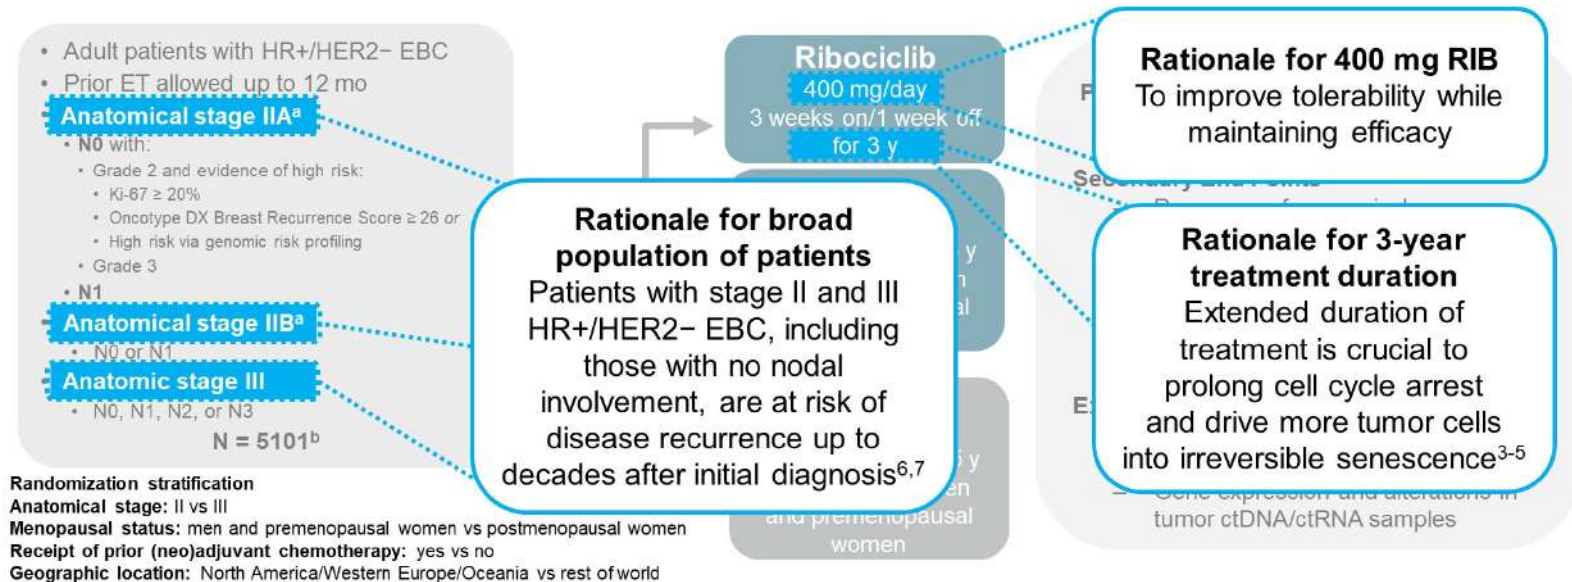 • Adult patients with HR+/HER2− EBC
• Prior ET allowed up to 12 mo
Anatomical stage IIAᵃ
• N0 with:
• Grade 2 and evidence of high risk:
• Ki-67 ≥ 20%
• Oncotype DX Breast Recurrence Score ≥ 26 or
• High risk via genomic risk profiling
• Grade 3
• N1
Anatomical stage IIBᵃ
• N0 or N1
Anatomic stage III
• N0, N1, N2, or N3
N = 5101ᵇ
Randomization stratification
Anatomical stage: II vs III
Menopausal status: men and premenopausal women vs postmenopausal women
Receipt of prior (neo)adjuvant chemotherapy: yes vs no
Geographic location: North America/Western Europe/Oceania vs rest of world
Rationale for broad
population of patients
Patients with stage II and III
HR+/HER2− EBC, including
those with no nodal
involvement, are at risk of
disease recurrence up to
decades after initial diagnosis⁶,⁷
Ribociclib
400 mg/day
3 weeks on/1 week off
for 3 y
y
y
and premenopausal
women
Rationale for 400 mg RIB
To improve tolerability while
maintaining efficacy
Rationale for 3-year
treatment duration
Extended duration of
treatment is crucial to
prolong cell cycle arrest
and drive more tumor cells
into irreversible senescence³⁻⁵
– Gene expression and alterations in
tumor ctDNA/ctRNA samples